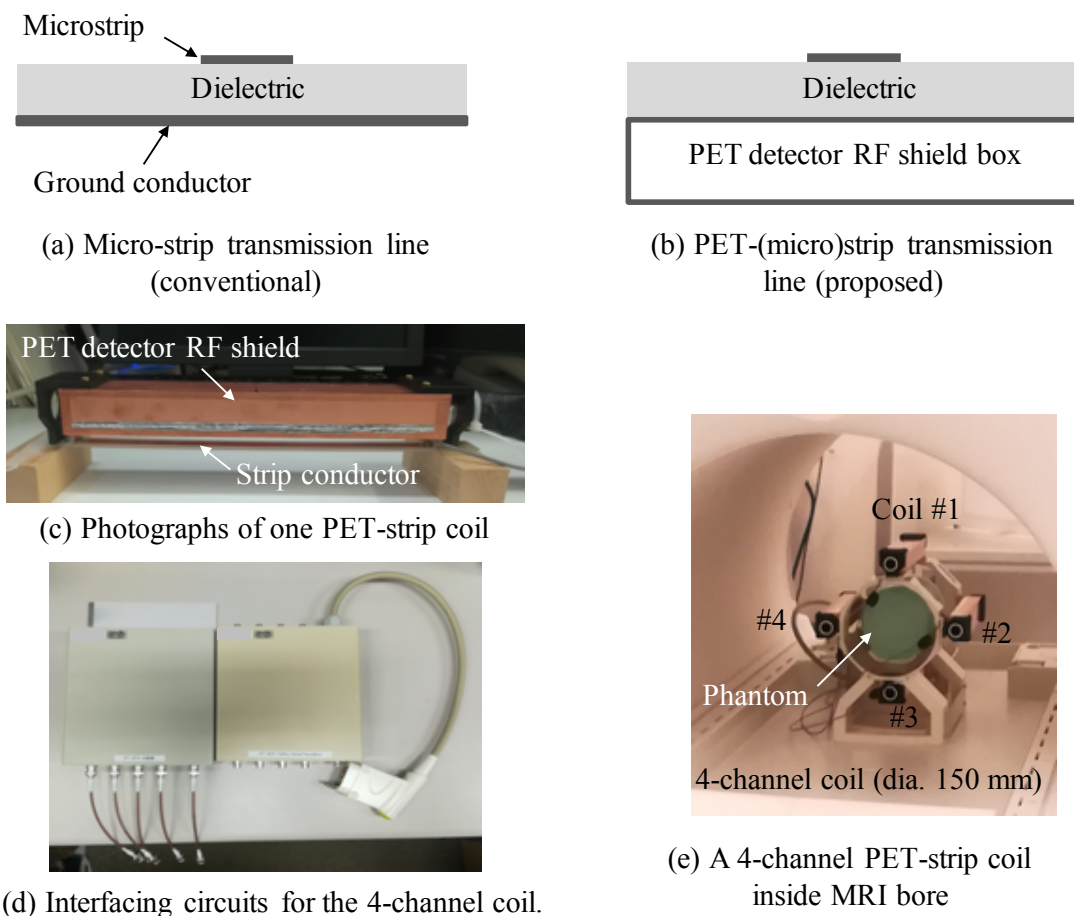 Microstrip
Dielectric
Ground conductor
(a) Micro-strip transmission line
(conventional)
Dielectric
PET detector RF shield box
(b) PET-(micro)strip transmission
line (proposed)
PET detector RF shield
Strip conductor
(c) Photographs of one PET-strip coil
(d) Interfacing circuits for the 4-channel coil.
Coil #1
#4
#2
Phantom
#3
4-channel coil (dia. 150 mm)
(e) A 4-channel PET-strip coil
inside MRI bore